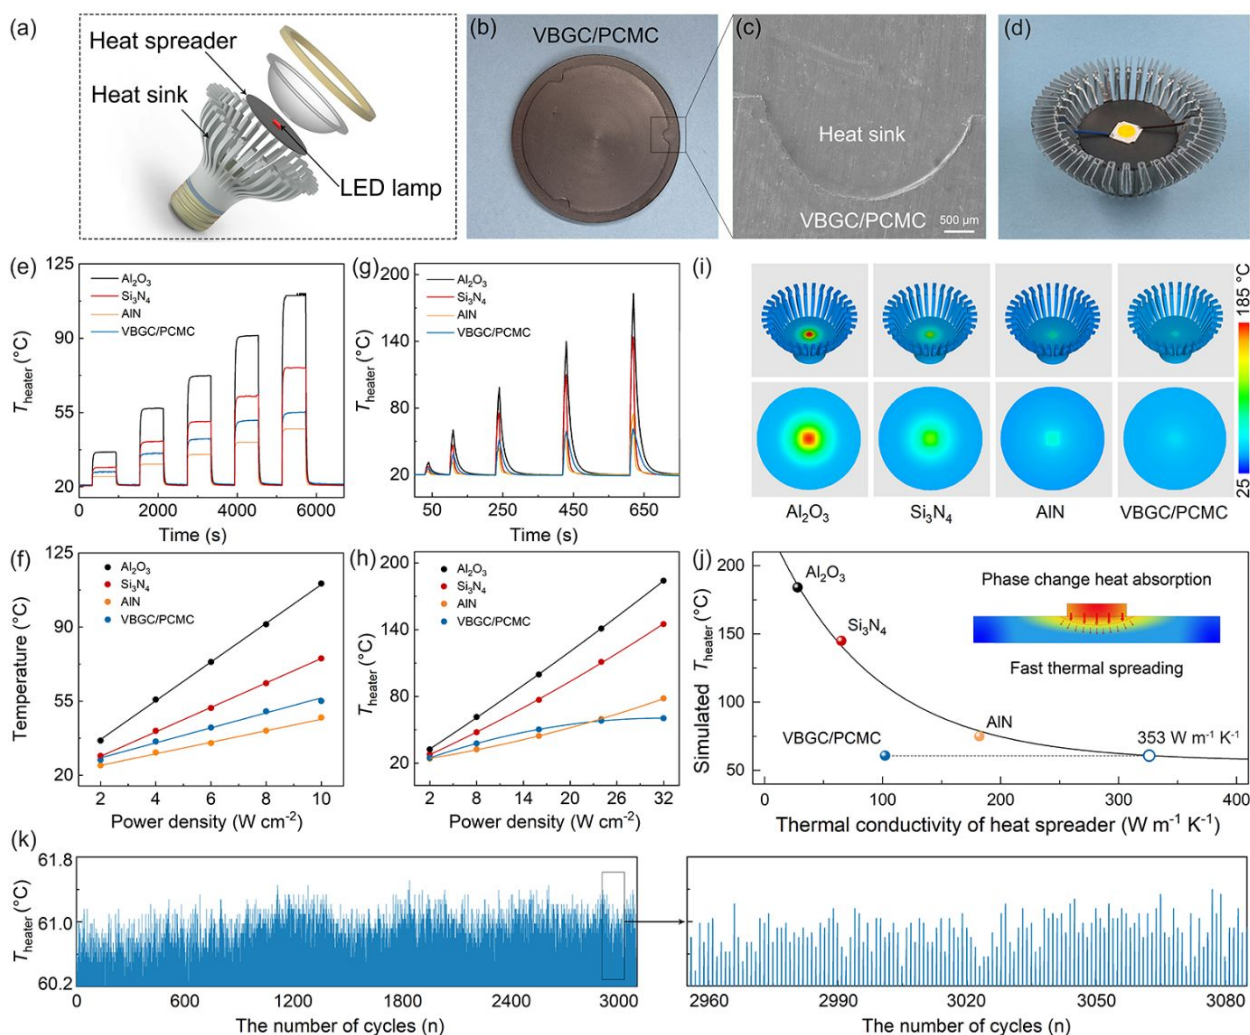 (a)
Heat spreader
Heat sink
LED lamp
(b)
VBGC/PCMC
(c)
Heat sink
VBGC/PCMC
500 μm
(d)
(e)
125
90
55
20
T_heater (°C)
Al₂O₃
Si₃N₄
AlN
VBGC/PCMC
0 2000 4000 6000
Time (s)
(g)
200
140
80
20
T_heater (°C)
Al₂O₃
Si₃N₄
AlN
VBGC/PCMC
50 250 450 650
Time (s)
(i)
185 °C
25
Al₂O₃ Si₃N₄ AlN VBGC/PCMC
(f)
125
90
55
20
Temperature (°C)
Al₂O₃
Si₃N₄
AlN
VBGC/PCMC
2 4 6 8 10
Power density (W cm⁻²)
(h)
200
140
80
20
T_heater (°C)
Al₂O₃
Si₃N₄
AlN
VBGC/PCMC
2 8 14 20 26 32
Power density (W cm⁻²)
(j)
200
150
100
50
Simulated T_heater (°C)
Al₂O₃
Si₃N₄
AlN
VBGC/PCMC
353 W m⁻¹ K⁻¹
Phase change heat absorption
Fast thermal spreading
0 100 200 300 400
Thermal conductivity of heat spreader (W m⁻¹ K⁻¹)
(k)
61.8
61.0
60.2
T_heater (°C)
0 600 1200 1800 2400 3000
The number of cycles (n)
2960 2990 3020 3050 3080
The number of cycles (n)